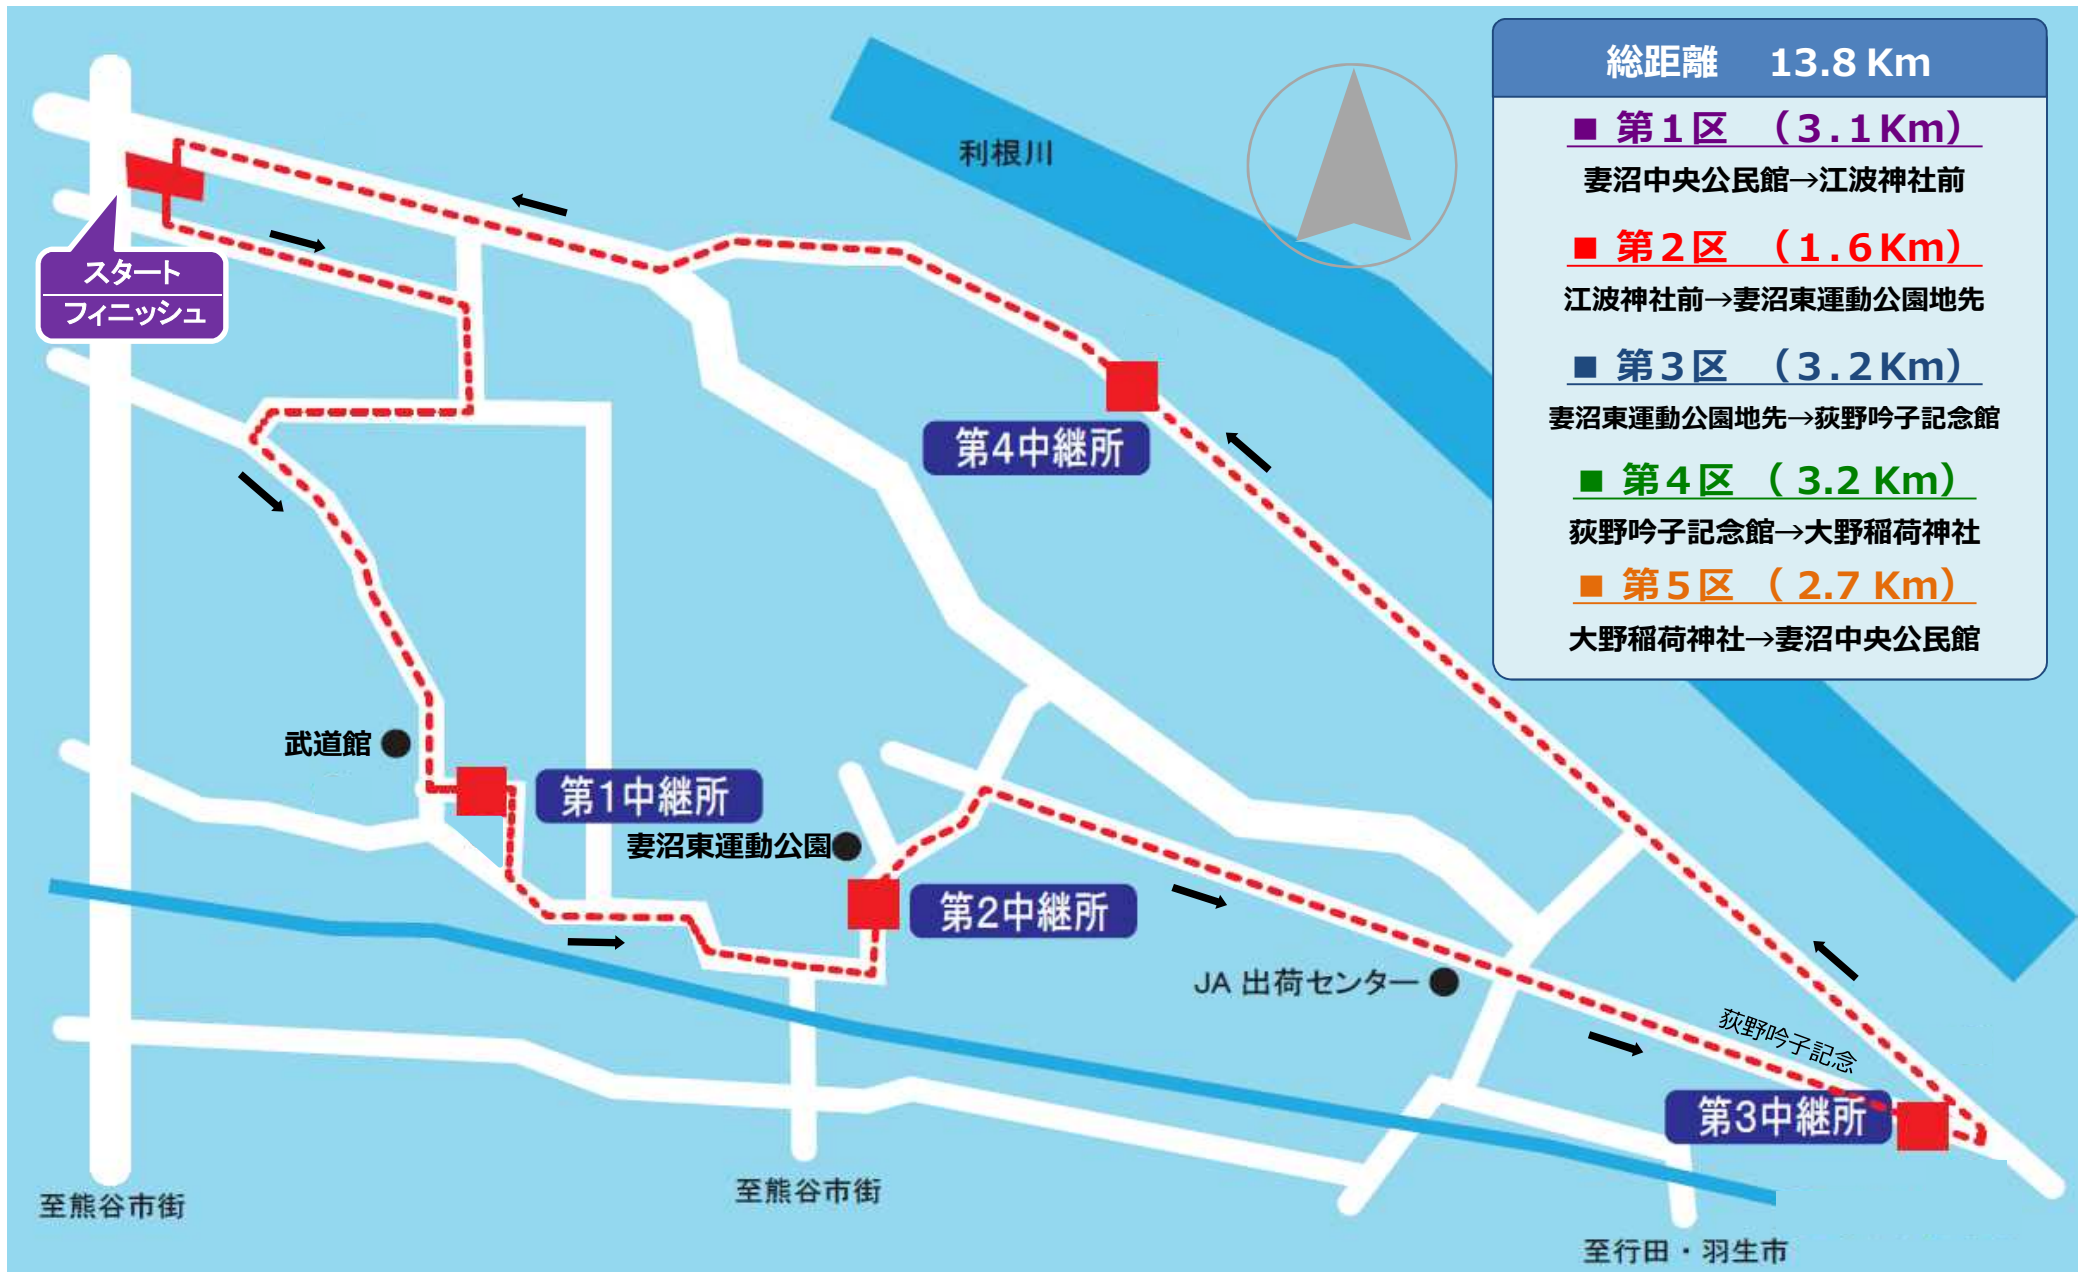 総距離　13.8 Km
■ 第1区 （3.1Km）
妻沼中央公民館→江波神社前
■ 第2区 （1.6Km）
江波神社前→妻沼東運動公園地先
■ 第3区 （3.2Km）
妻沼東運動公園地先→荻野吟子記念館
■ 第4区 （3.2 Km）
荻野吟子記念館→大野稲荷神社
■ 第5区 （2.7 Km）
大野稲荷神社→妻沼中央公民館
利根川
スタート
フィニッシュ
第4中継所
武道館
第1中継所
妻沼東運動公園
第2中継所
JA 出荷センター
荻野吟子記念
第3中継所
至熊谷市街
至熊谷市街
至行田・羽生市